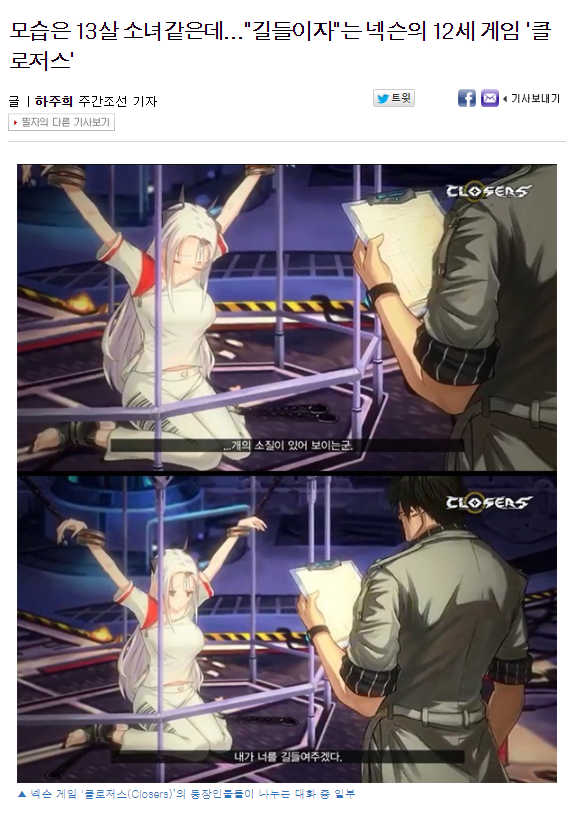 모습은 13살 소녀 같은데..."길들이자"는 넥슨의 12세 게임 '클
로저스'
글 | 하주희 주간조선 기자
트윗
기사보내기
필자의 다른 기사보기
CLOSERS
...개의 소질이 있어 보이는군.
CLOSERS
내가 너를 길들여주겠다.
▲ 넥슨 게임 '클로저스(Closers)'의 등장인물들이 나누는 대화 중 일부